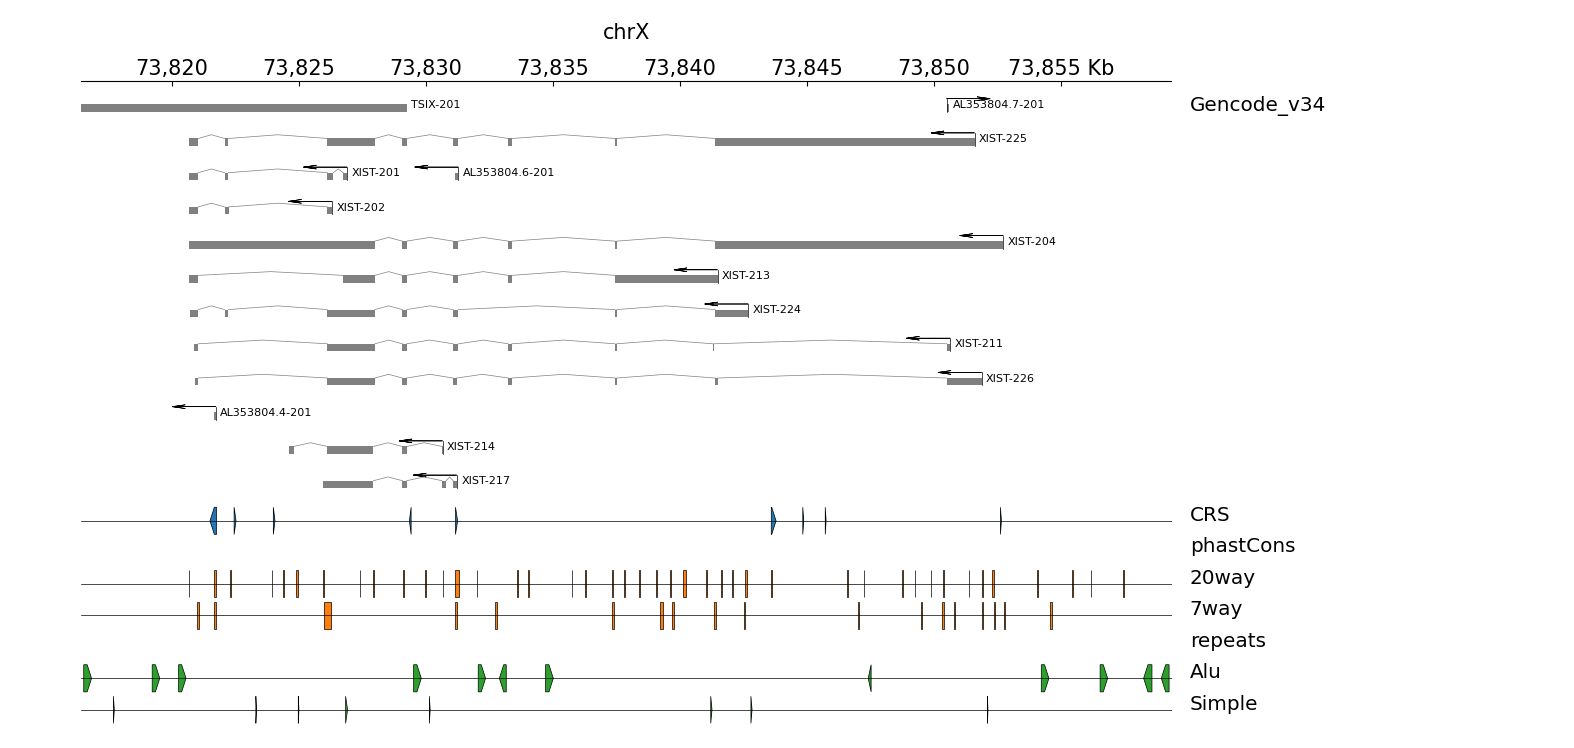 chrX
73,820 73,825 73,830 73,835 73,840 73,845 73,850 73,855 Kb
TSIX-201 AL353804.7-201 Gencode_v34
XIST-225
XIST-201 AL353804.6-201
XIST-202
XIST-204
XIST-213
XIST-224
XIST-211
XIST-226
AL353804.4-201
XIST-214
XIST-217
CRS
phastCons
20way
7way
repeats
Alu
Simple